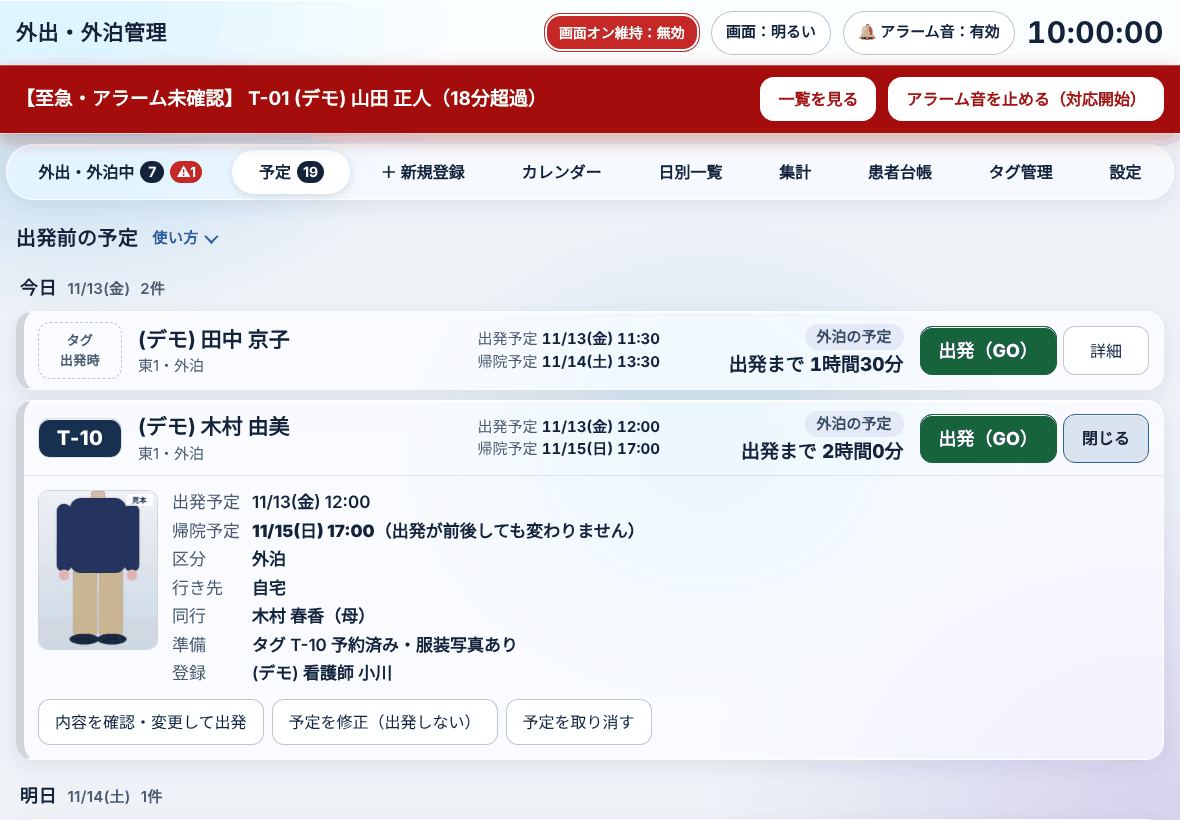 外出・外泊管理
画面オン維持：無効
画面：明るい
アラーム音：有効
10:00:00
【至急・アラーム未確認】 T-01 (デモ) 山田 正人（18分超過）
一覧を見る
アラーム音を止める（対応開始）
外出・外泊中 7 1
予定 19
＋ 新規登録
カレンダー
日別一覧
集計
患者台帳
タグ管理
設定
出発前の予定 使い方
今日 11/13(金) 2件
タグ
出発時
(デモ) 田中 京子
東1・外泊
出発予定 11/13(金) 11:30
帰院予定 11/14(土) 13:30
外泊の予定
出発まで 1時間30分
出発（GO）
詳細
T-10
(デモ) 木村 由美
東1・外泊
出発予定 11/13(金) 12:00
帰院予定 11/15(日) 17:00
外泊の予定
出発まで 2時間0分
出発（GO）
閉じる
見本
出発予定 11/13(金) 12:00
帰院予定 11/15(日) 17:00（出発が前後しても変わりません）
区分 外泊
行き先 自宅
同行 木村 春香（母）
準備 タグ T-10 予約済み・服装写真あり
登録 (デモ) 看護師 小川
内容を確認・変更して出発
予定を修正（出発しない）
予定を取り消す
明日 11/14(土) 1件